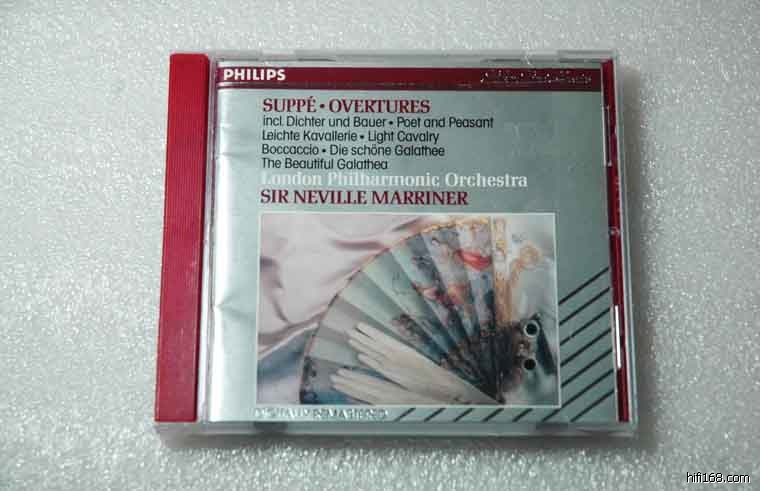 PHILIPS
SUPPÉ • OVERTURES
incl. Dichter und Bauer • Poet and Peasant
Leichte Kavallerie • Light Cavalry
Boccaccio • Die schöne Galathee
The Beautiful Galathea
London Philharmonic Orchestra
SIR NEVILLE MARRINER
hifi168.com